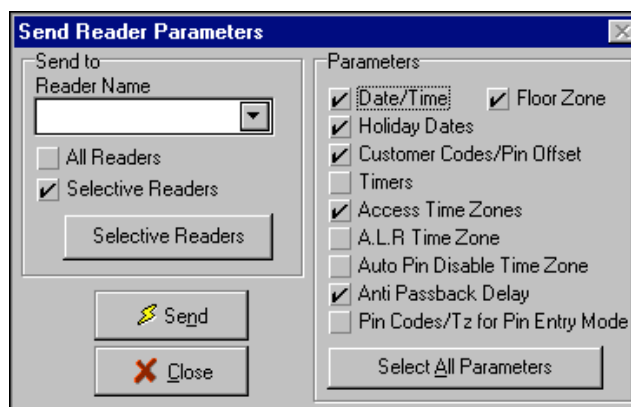 Send Reader Parameters
Send to
Reader Name
All Readers
Selective Readers
Selective Readers
Send
Close
Parameters
Date/Time Floor Zone
Holiday Dates
Customer Codes/Pin Offset
Timers
Access Time Zones
A.L.R Time Zone
Auto Pin Disable Time Zone
Anti Passback Delay
Pin Codes/Tz for Pin Entry Mode
Select All Parameters